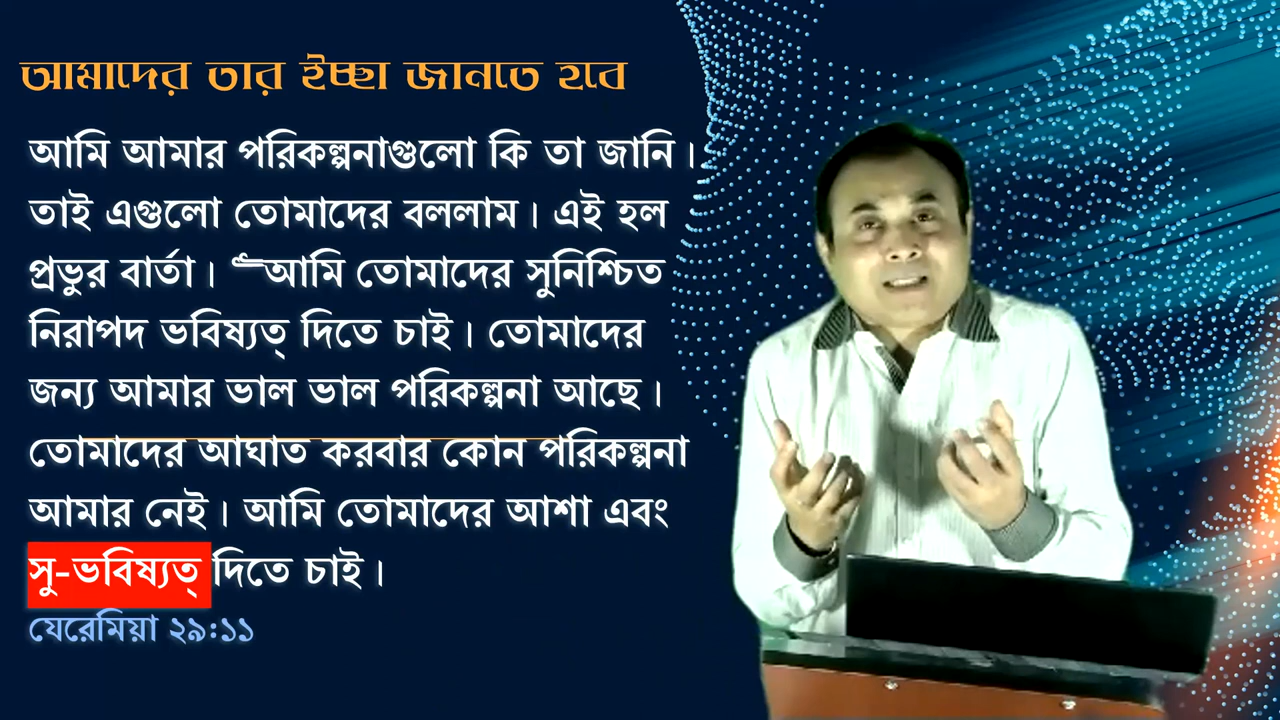 আমাদের তার ইচ্ছা জানতে হবে
আমি আমার পরিকল্পনাগুলো কি তা জানি।
তাই এগুলো তোমাদের বললাম। এই হল
প্রভুর বার্তা। “আমি তোমাদের সুনিশ্চিত
নিরাপদ ভবিষ্যত্ দিতে চাই। তোমাদের
জন্য আমার ভাল ভাল পরিকল্পনা আছে।
তোমাদের আঘাত করবার কোন পরিকল্পনা
আমার নেই। আমি তোমাদের আশা এবং
সু-ভবিষ্যত্ দিতে চাই।
যেরেমিয়া ২৯:১১